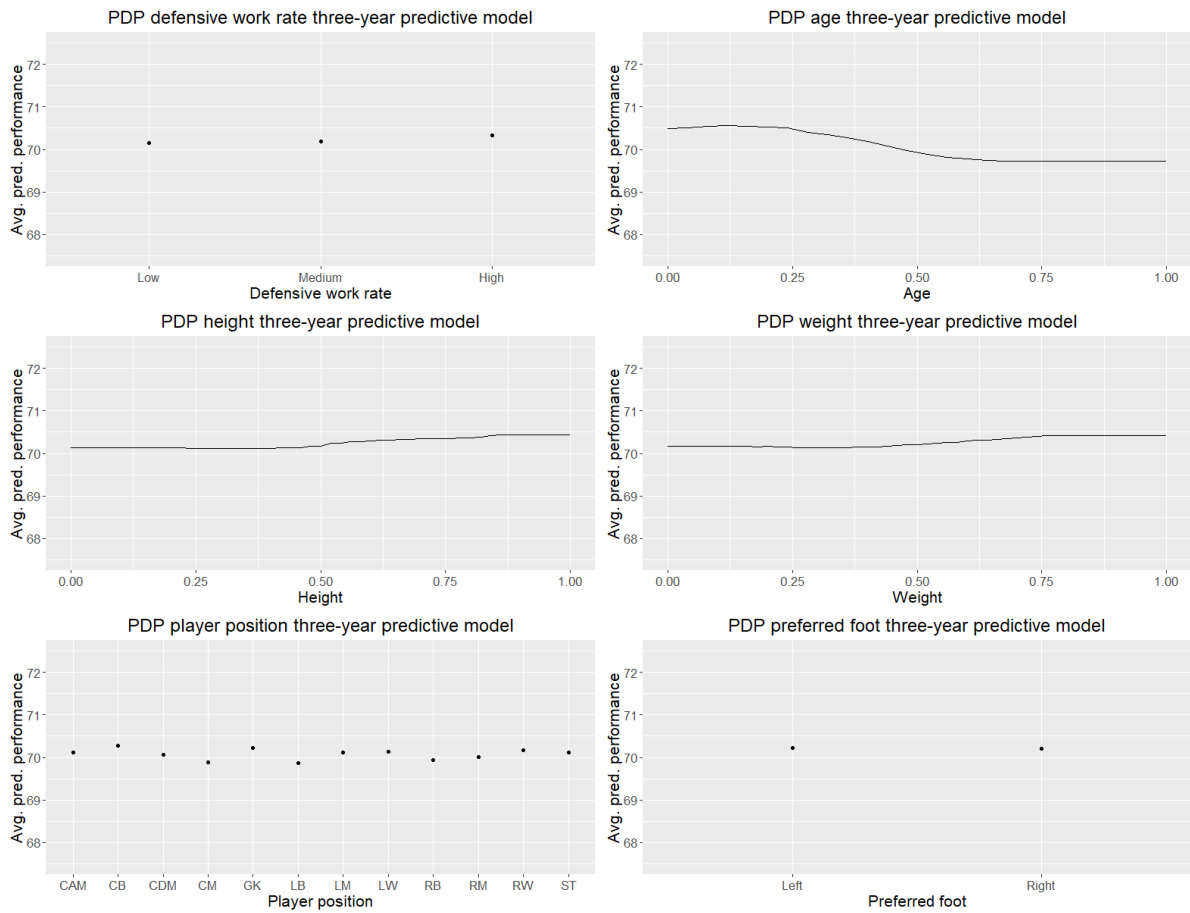 PDP defensive work rate three-year predictive model
Avg. pred. performance
72
71
70
69
68
Low Medium High
Defensive work rate
PDP age three-year predictive model
Avg. pred. performance
72
71
70
69
68
0.00 0.25 0.50 0.75 1.00
Age
PDP height three-year predictive model
Avg. pred. performance
72
71
70
69
68
0.00 0.25 0.50 0.75 1.00
Height
PDP weight three-year predictive model
Avg. pred. performance
72
71
70
69
68
0.00 0.25 0.50 0.75 1.00
Weight
PDP player position three-year predictive model
Avg. pred. performance
72
71
70
69
68
CAM CB CDM CM GK LB LM LW RB RM RW ST
Player position
PDP preferred foot three-year predictive model
Avg. pred. performance
72
71
70
69
68
Left Right
Preferred foot